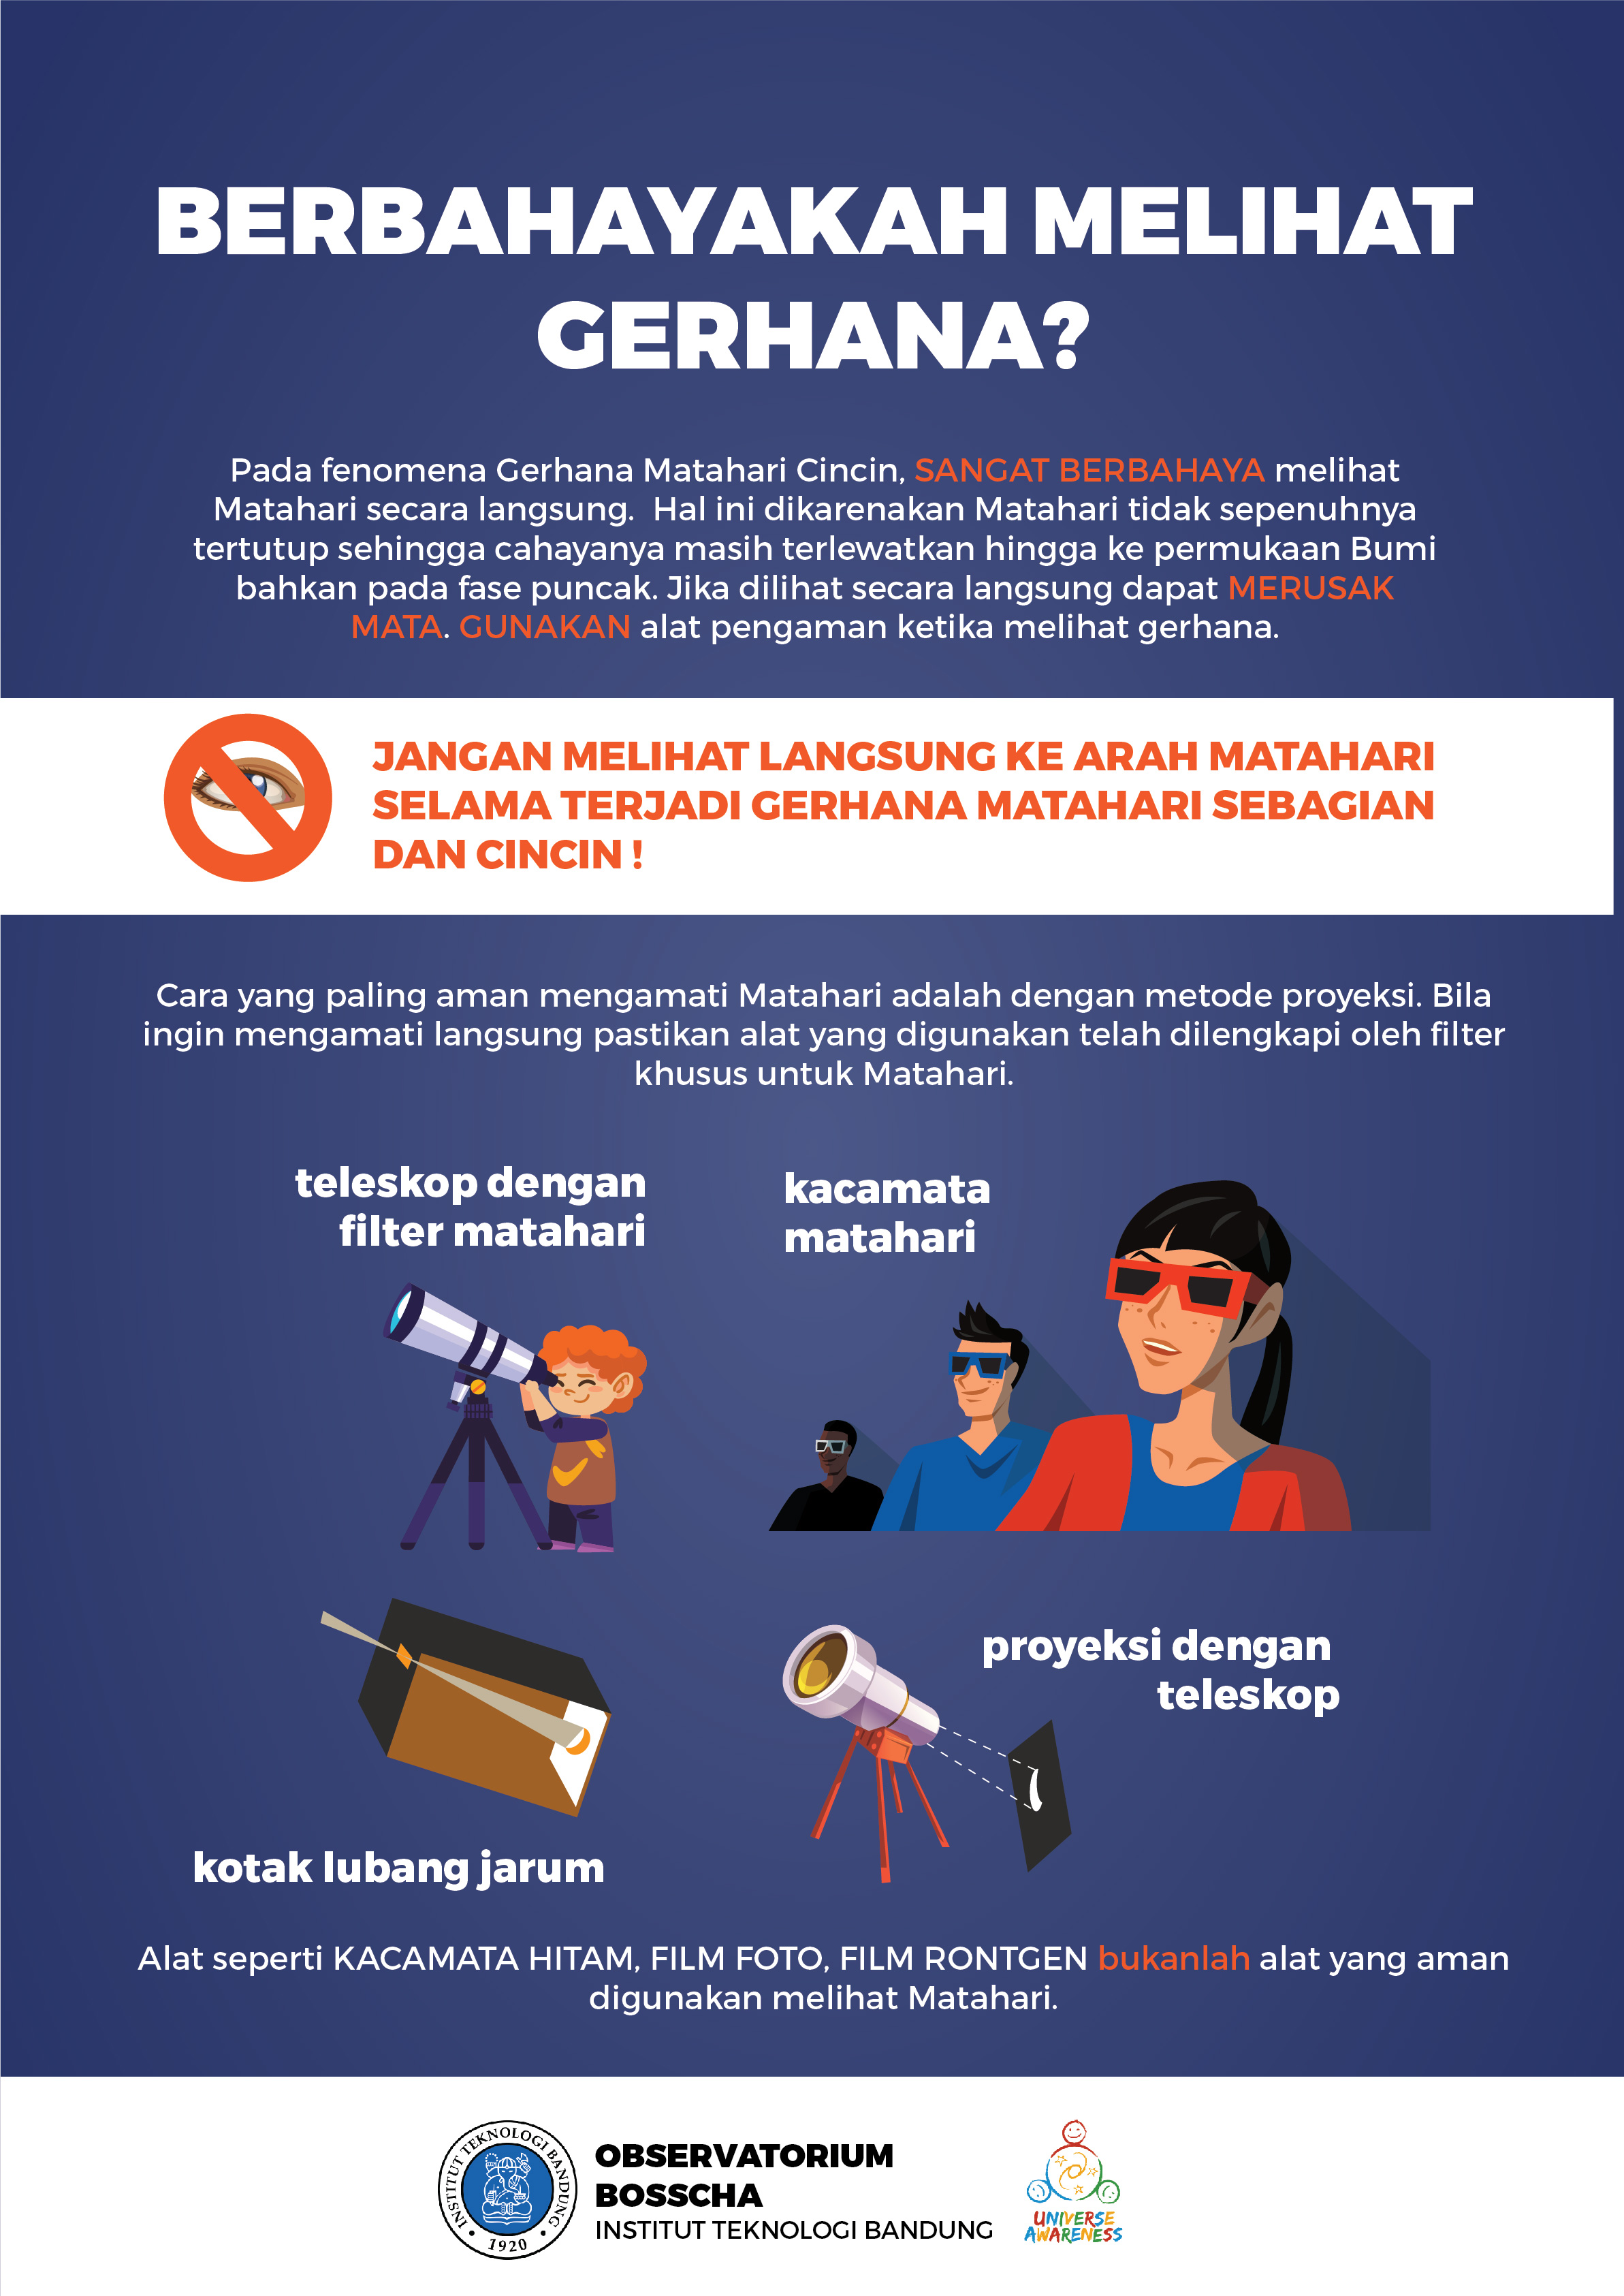 BERBAHAYAKAH MELIHAT
GERHANA?
Pada fenomena Gerhana Matahari Cincin, SANGAT BERBAHAYA melihat
Matahari secara langsung. Hal ini dikarenakan Matahari tidak sepenuhnya
tertutup sehingga cahayanya masih terlewatkan hingga ke permukaan Bumi
bahkan pada fase puncak. Jika dilihat secara langsung dapat MERUSAK
MATA. GUNAKAN alat pengaman ketika melihat gerhana.
JANGAN MELIHAT LANGSUNG KE ARAH MATAHARI
SELAMA TERJADI GERHANA MATAHARI SEBAGIAN
DAN CINCIN !
Cara yang paling aman mengamati Matahari adalah dengan metode proyeksi. Bila
ingin mengamati langsung pastikan alat yang digunakan telah dilengkapi oleh filter
khusus untuk Matahari.
teleskop dengan
filter matahari
kacamata
matahari
kotak lubang jarum
proyeksi dengan
teleskop
Alat seperti KACAMATA HITAM, FILM FOTO, FILM RONTGEN bukanlah alat yang aman
digunakan melihat Matahari.
INSTITUT TEKNOLOGI BANDUNG
1920
OBSERVATORIUM
BOSSCHA
INSTITUT TEKNOLOGI BANDUNG
UNIVERSE
AWARENESS